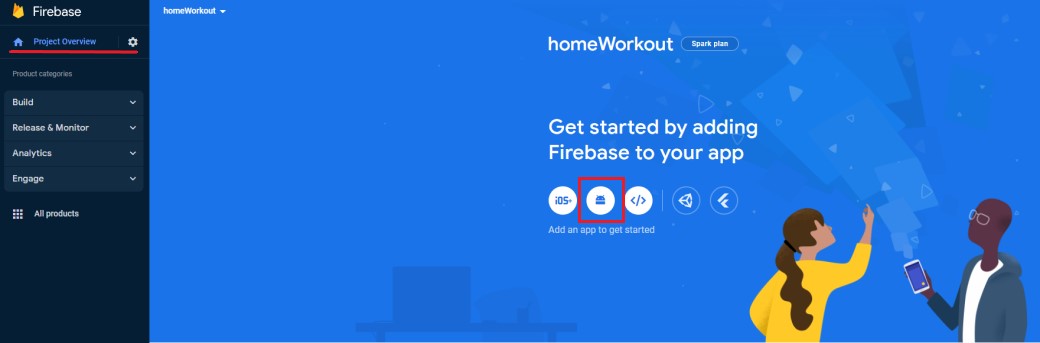 Firebase
homeWorkout
Project Overview
Product categories
Build
Release & Monitor
Analytics
Engage
All products
homeWorkout Spark plan
Get started by adding
Firebase to your app
iOS+ </>
Add an app to get started